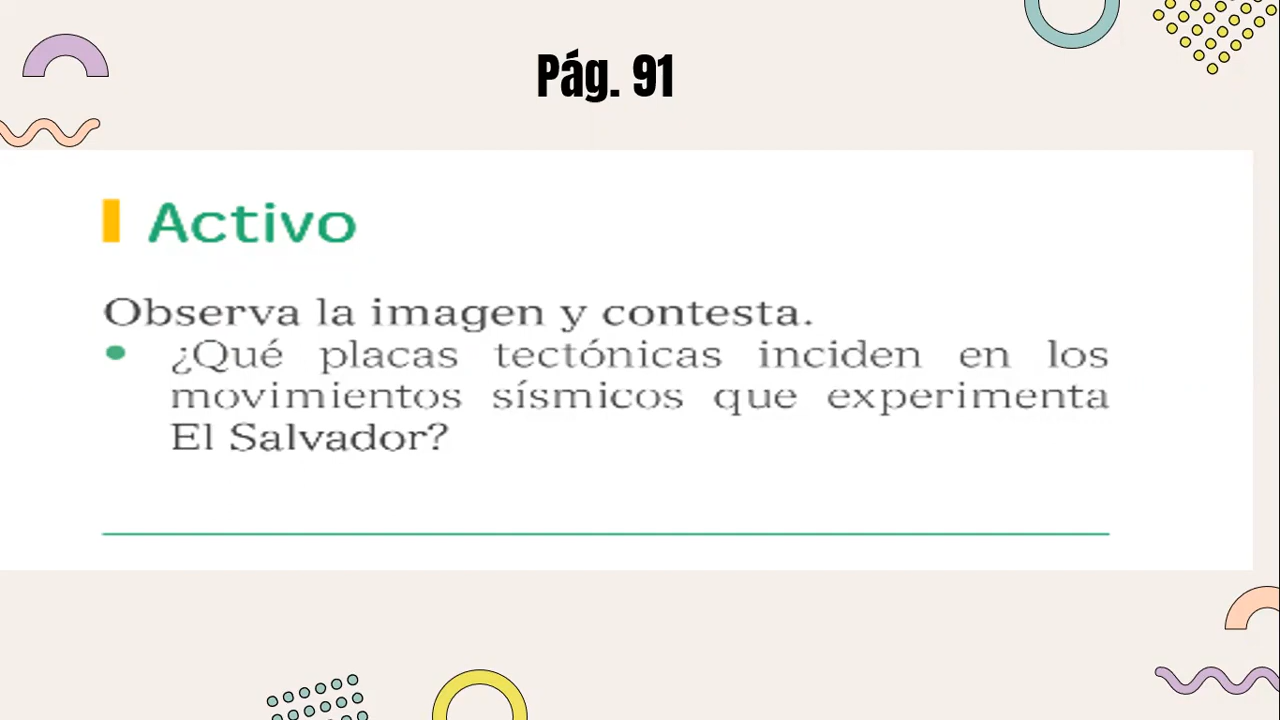 Pág. 91
Activo
Observa la imagen y contesta.
¿Qué placas tectónicas inciden en los
movimientos sísmicos que experimenta
El Salvador?